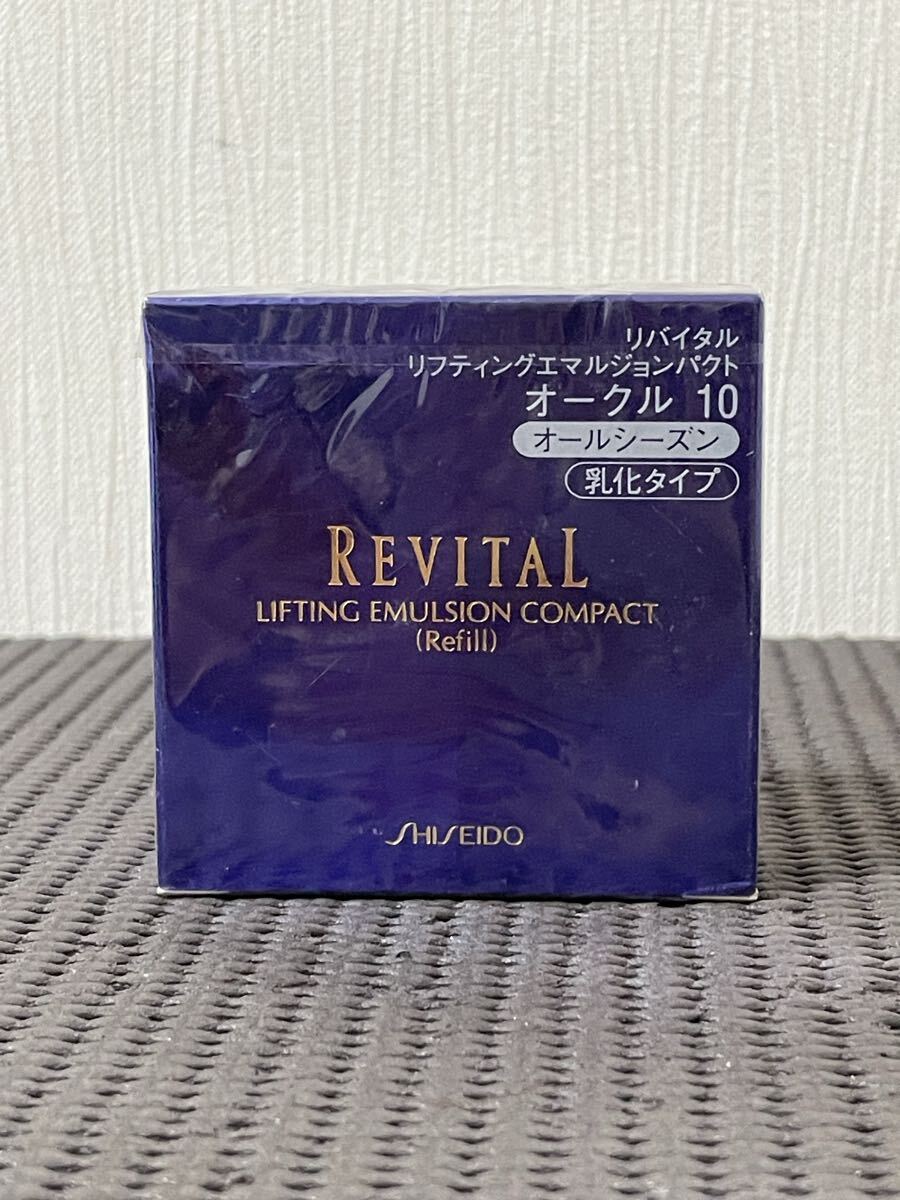 リバイタル
リフティングエマルジョンパクト
オークル 10
オールシーズン
乳化タイプ
REVITAL
LIFTING EMULSION COMPACT
(Refill)
SHISEIDO